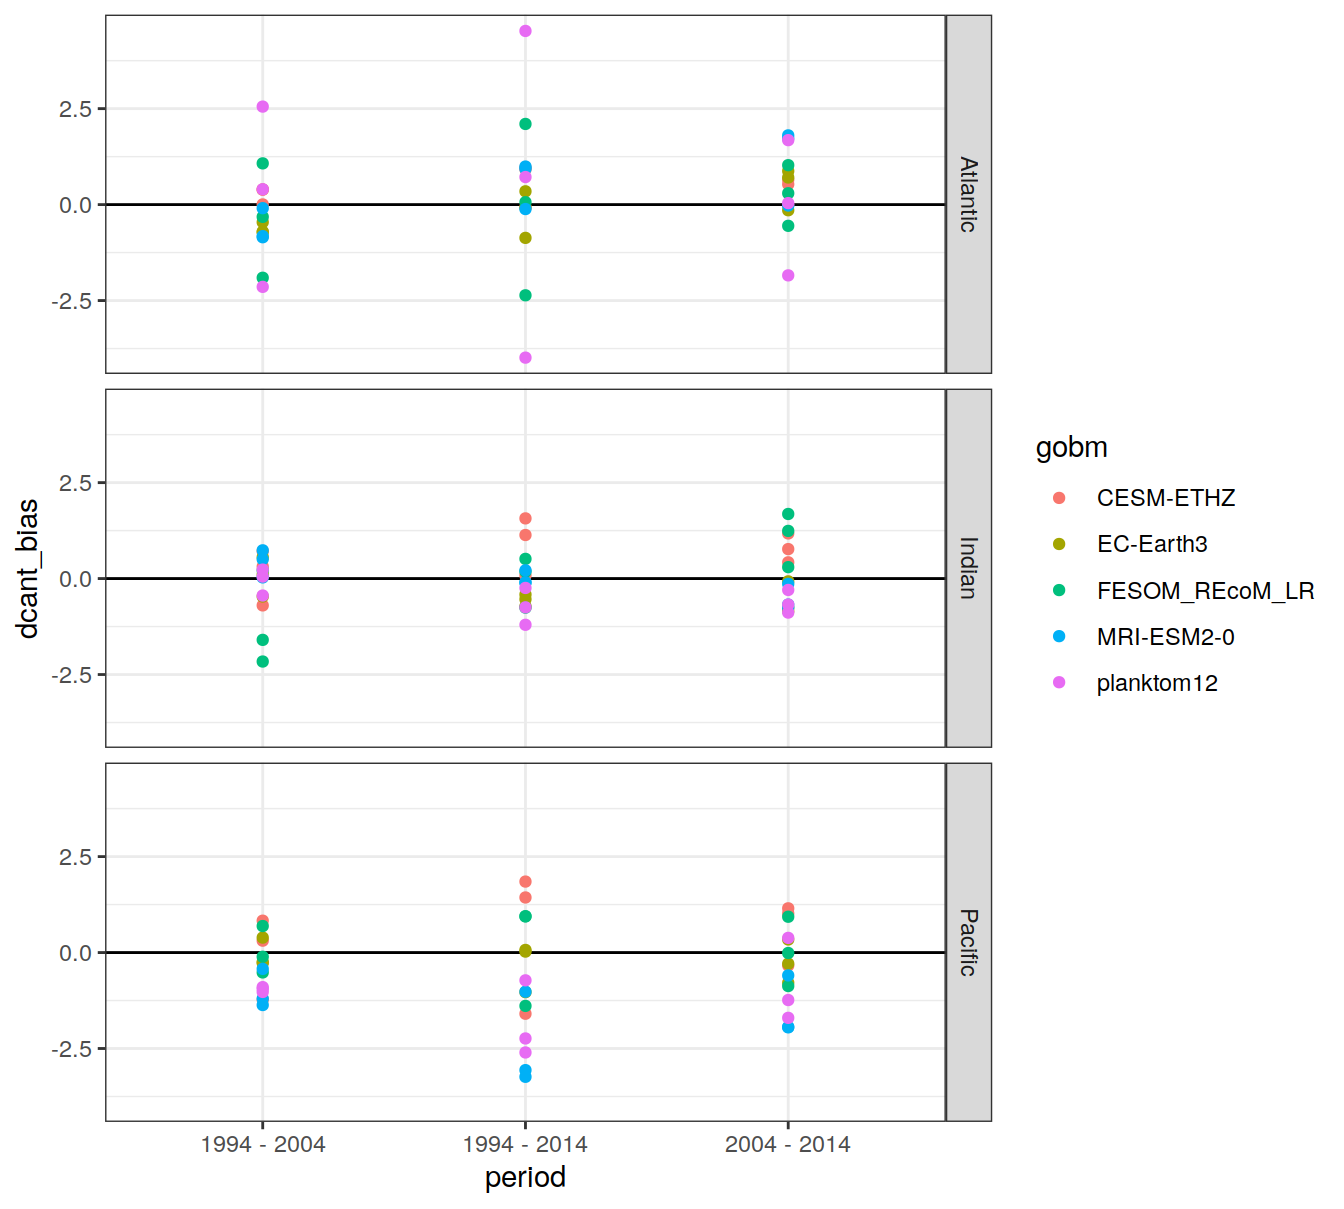 dcant_bias
2.5
0.0
-2.5
Atlantic
2.5
0.0
-2.5
Indian
2.5
0.0
-2.5
Pacific
1994 - 2004
1994 - 2014
2004 - 2014
period
gobm
CESM-ETHZ
EC-Earth3
FESOM_REcoM_LR
MRI-ESM2-0
planktom12